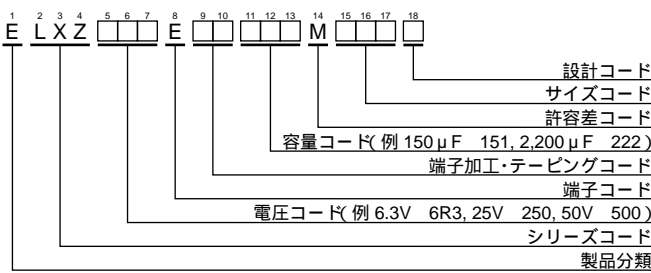 1 2 3 4 5 6 7 8 9 10 11 12 13 14 15 16 17 18
E L X Z □□□ E □□ □□□ M □□□ □
設計コード
サイズコード
許容差コード
容量コード(例 150μF 151, 2,200μF 222)
端子加工・テーピングコード
端子コード
電圧コード(例 6.3V 6R3, 25V 250, 50V 500)
シリーズコード
製品分類